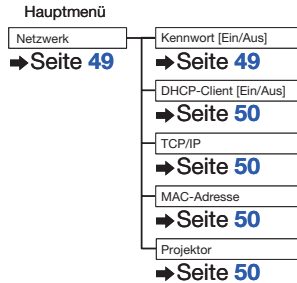 Hauptmenü
Netzwerk
➡Seite 49
Kennwort [Ein/Aus]
➡Seite 49
DHCP-Client [Ein/Aus]
➡Seite 50
TCP/IP
➡Seite 50
MAC-Adresse
➡Seite 50
Projektor
➡Seite 50